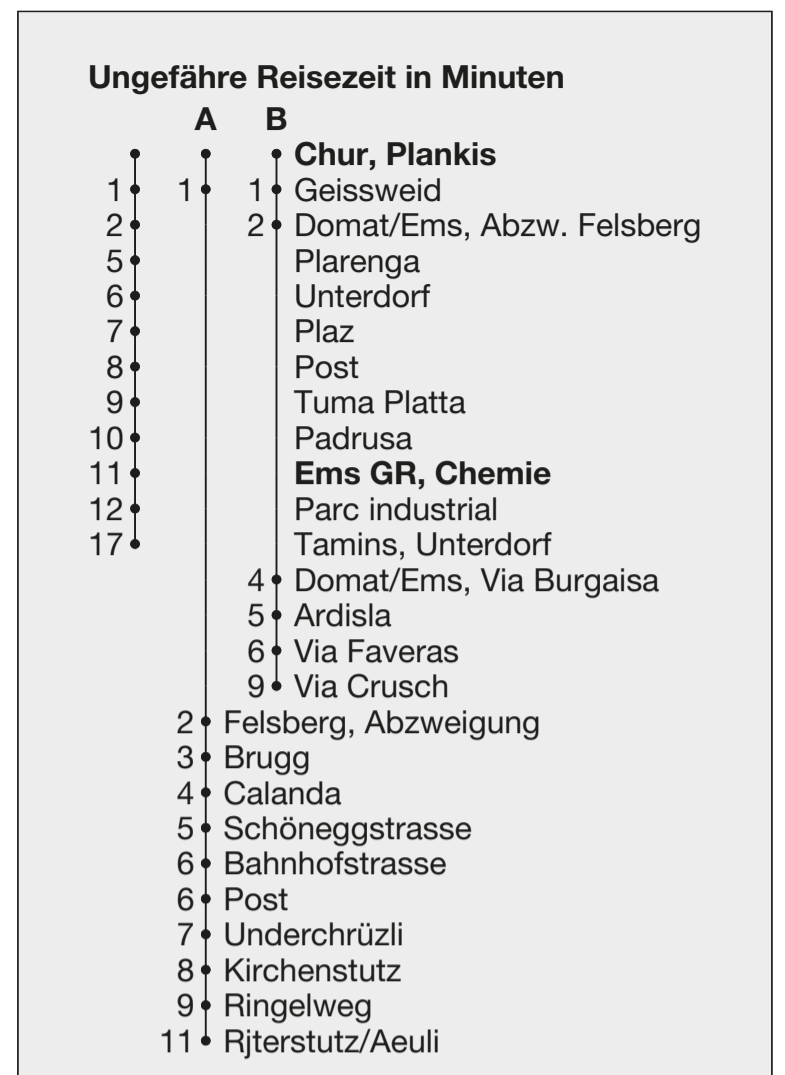 Ungefähre Reisezeit in Minuten
A B
Chur, Plankis
1 1 1 Geissweid
2 2 Domat/Ems, Abzw. Felsberg
5 Plarenga
6 Unterdorf
7 Plaz
8 Post
9 Tuma Platta
10 Padrusa
11 Ems GR, Chemie
12 Parc industrial
17 Tamins, Unterdorf
4 Domat/Ems, Via Burgaisa
5 Ardisla
6 Via Faveras
9 Via Crusch
2 Felsberg, Abzweigung
3 Brugg
4 Calanda
5 Schöneggstrasse
6 Bahnhofstrasse
6 Post
7 Underchrüzli
8 Kirchenstutz
9 Ringelweg
11 Rjterstutz/Aeuli